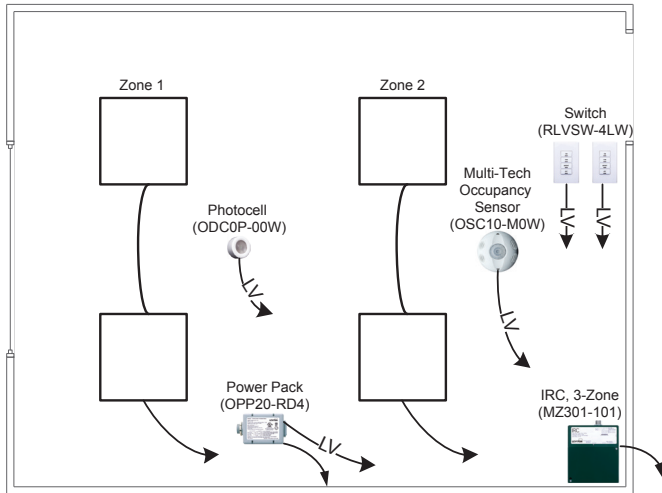 Zone 1
Zone 2
Switch
(RLVSW-4LW)
Multi-Tech
Occupancy
Sensor
(OSC10-M0W)
Photocell
(ODC0P-00W)
LV
LV
LV
LV
Power Pack
(OPP20-RD4)
LV
IRC, 3-Zone
(MZ301-101)